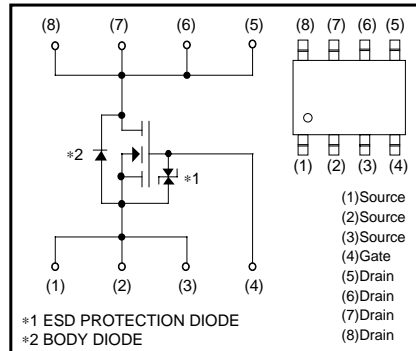 (8) (7) (6) (5)
(8) (7) (6) (5)
∗2
∗1
(1) (2) (3) (4)
(1) (2) (3) (4)
(1)Source
(2)Source
(3)Source
(4)Gate
(5)Drain
(6)Drain
(7)Drain
(8)Drain
∗1 ESD PROTECTION DIODE
∗2 BODY DIODE